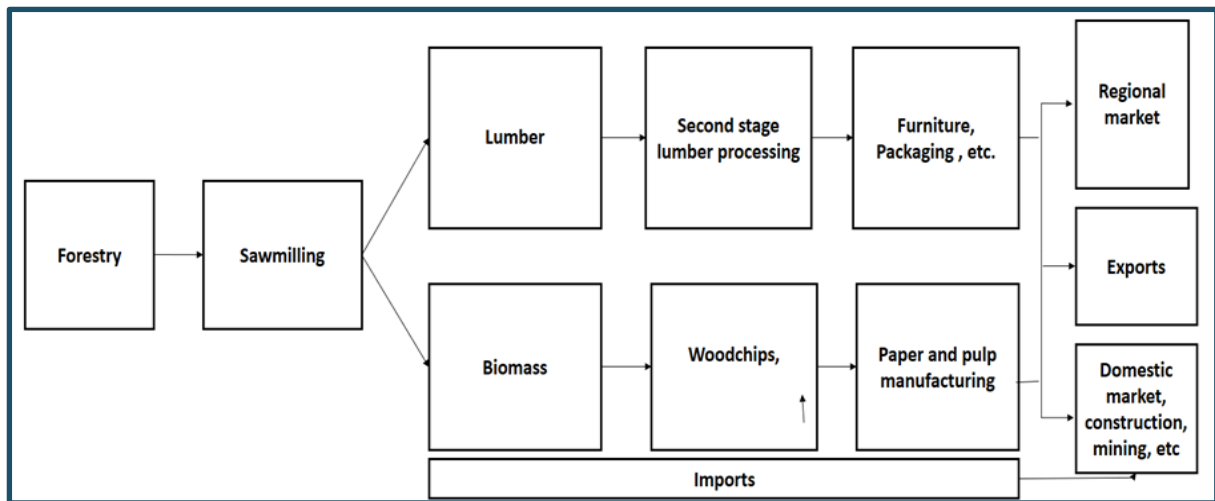 Forestry
Sawmilling
Lumber
Second stage
lumber processing
Furniture,
Packaging , etc.
Regional
market
Exports
Biomass
Woodchips,
Paper and pulp
manufacturing
Domestic
market,
construction,
mining, etc
Imports